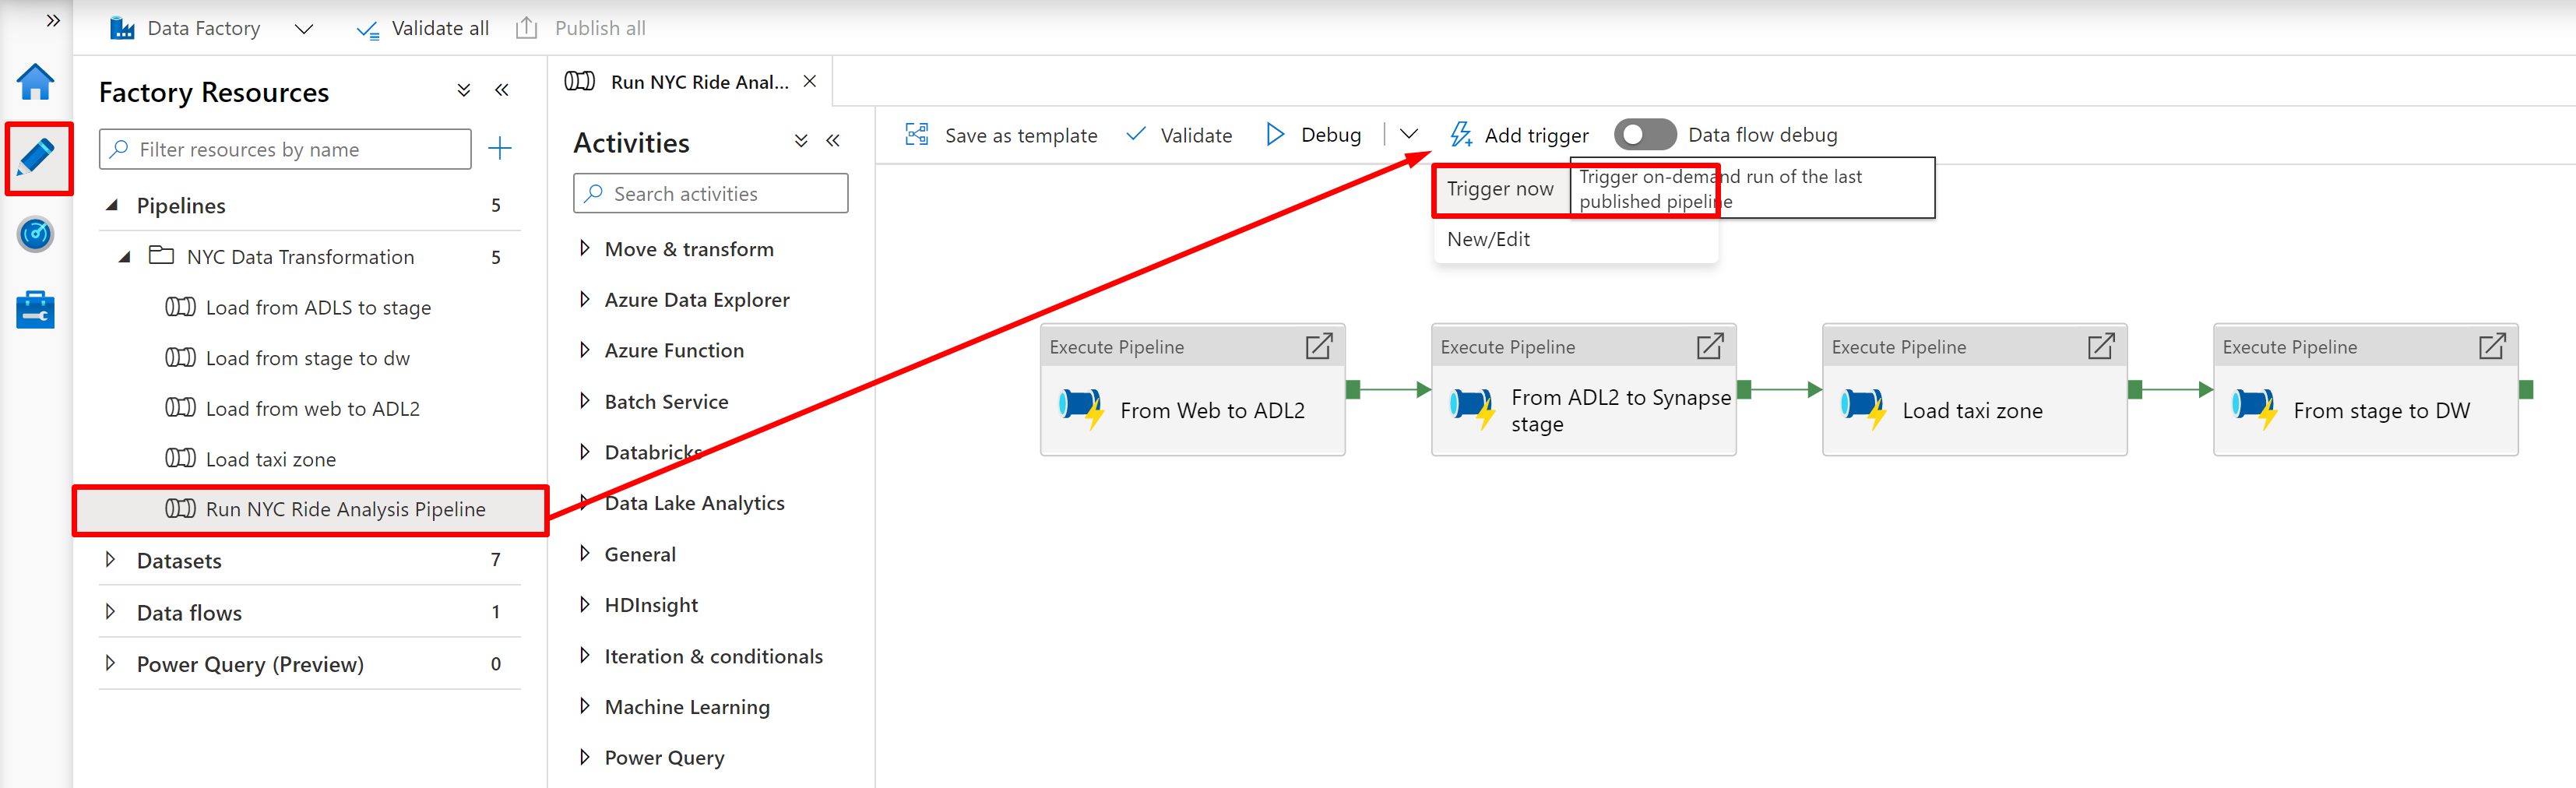 Data Factory
Validate all
Publish all
Factory Resources
Filter resources by name
Pipelines 5
NYC Data Transformation 5
Load from ADLS to stage
Load from stage to dw
Load from web to ADL2
Load taxi zone
Run NYC Ride Analysis Pipeline
Datasets 7
Data flows 1
Power Query (Preview) 0
Run NYC Ride Anal...
Activities
Search activities
Move & transform
Azure Data Explorer
Azure Function
Batch Service
Databricks
Data Lake Analytics
General
HDInsight
Iteration & conditionals
Machine Learning
Power Query
Save as template
Validate
Debug
Add trigger
Data flow debug
Trigger now
Trigger on-demand run of the last
published pipeline
New/Edit
Execute Pipeline
From Web to ADL2
Execute Pipeline
From ADL2 to Synapse
stage
Execute Pipeline
Load taxi zone
Execute Pipeline
From stage to DW